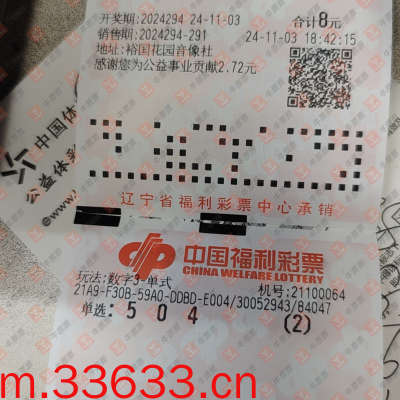 开奖期:2024294 24-11-03 合计8元
销售期:2024294-291 24-11-03 18:42:15
地址:裕国花园音像社
感谢您为公益事业贡献2.72元
中国体
公益体彩
辽宁省福利彩票中心承销
中国福利彩票
CHINA WELFARE LOTTERY
玩法:数字3-单式 机号:21100064
21A9-F30B-59A0-DDBD-E004/30052943/84047
单选: 5 0 4 (2)
m.33633.cn